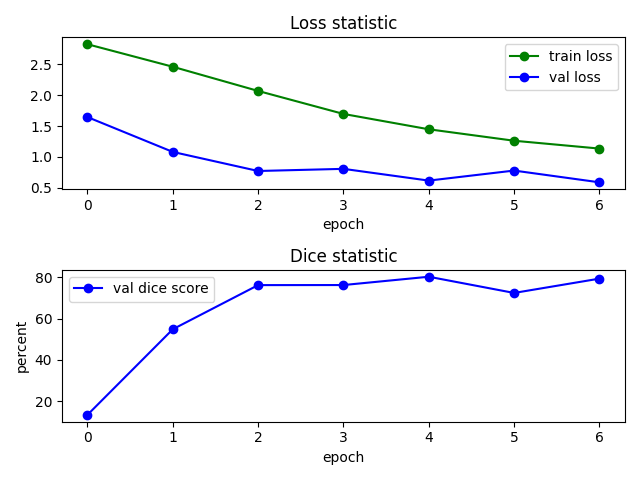 Loss statistic
2.5
2.0
1.5
1.0
0.5
train loss
val loss
0 1 2 3 4 5 6
epoch
Dice statistic
80
60
40
20
percent
val dice score
0 1 2 3 4 5 6
epoch